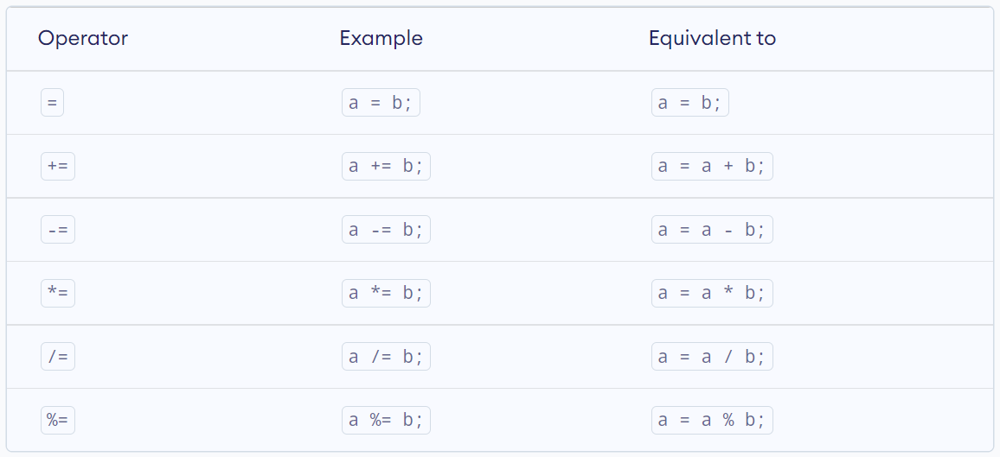 Operator Example Equivalent to
= a = b; a = b;
+= a += b; a = a + b;
-= a -= b; a = a - b;
*= a *= b; a = a * b;
/= a /= b; a = a / b;
%= a %= b; a = a % b;